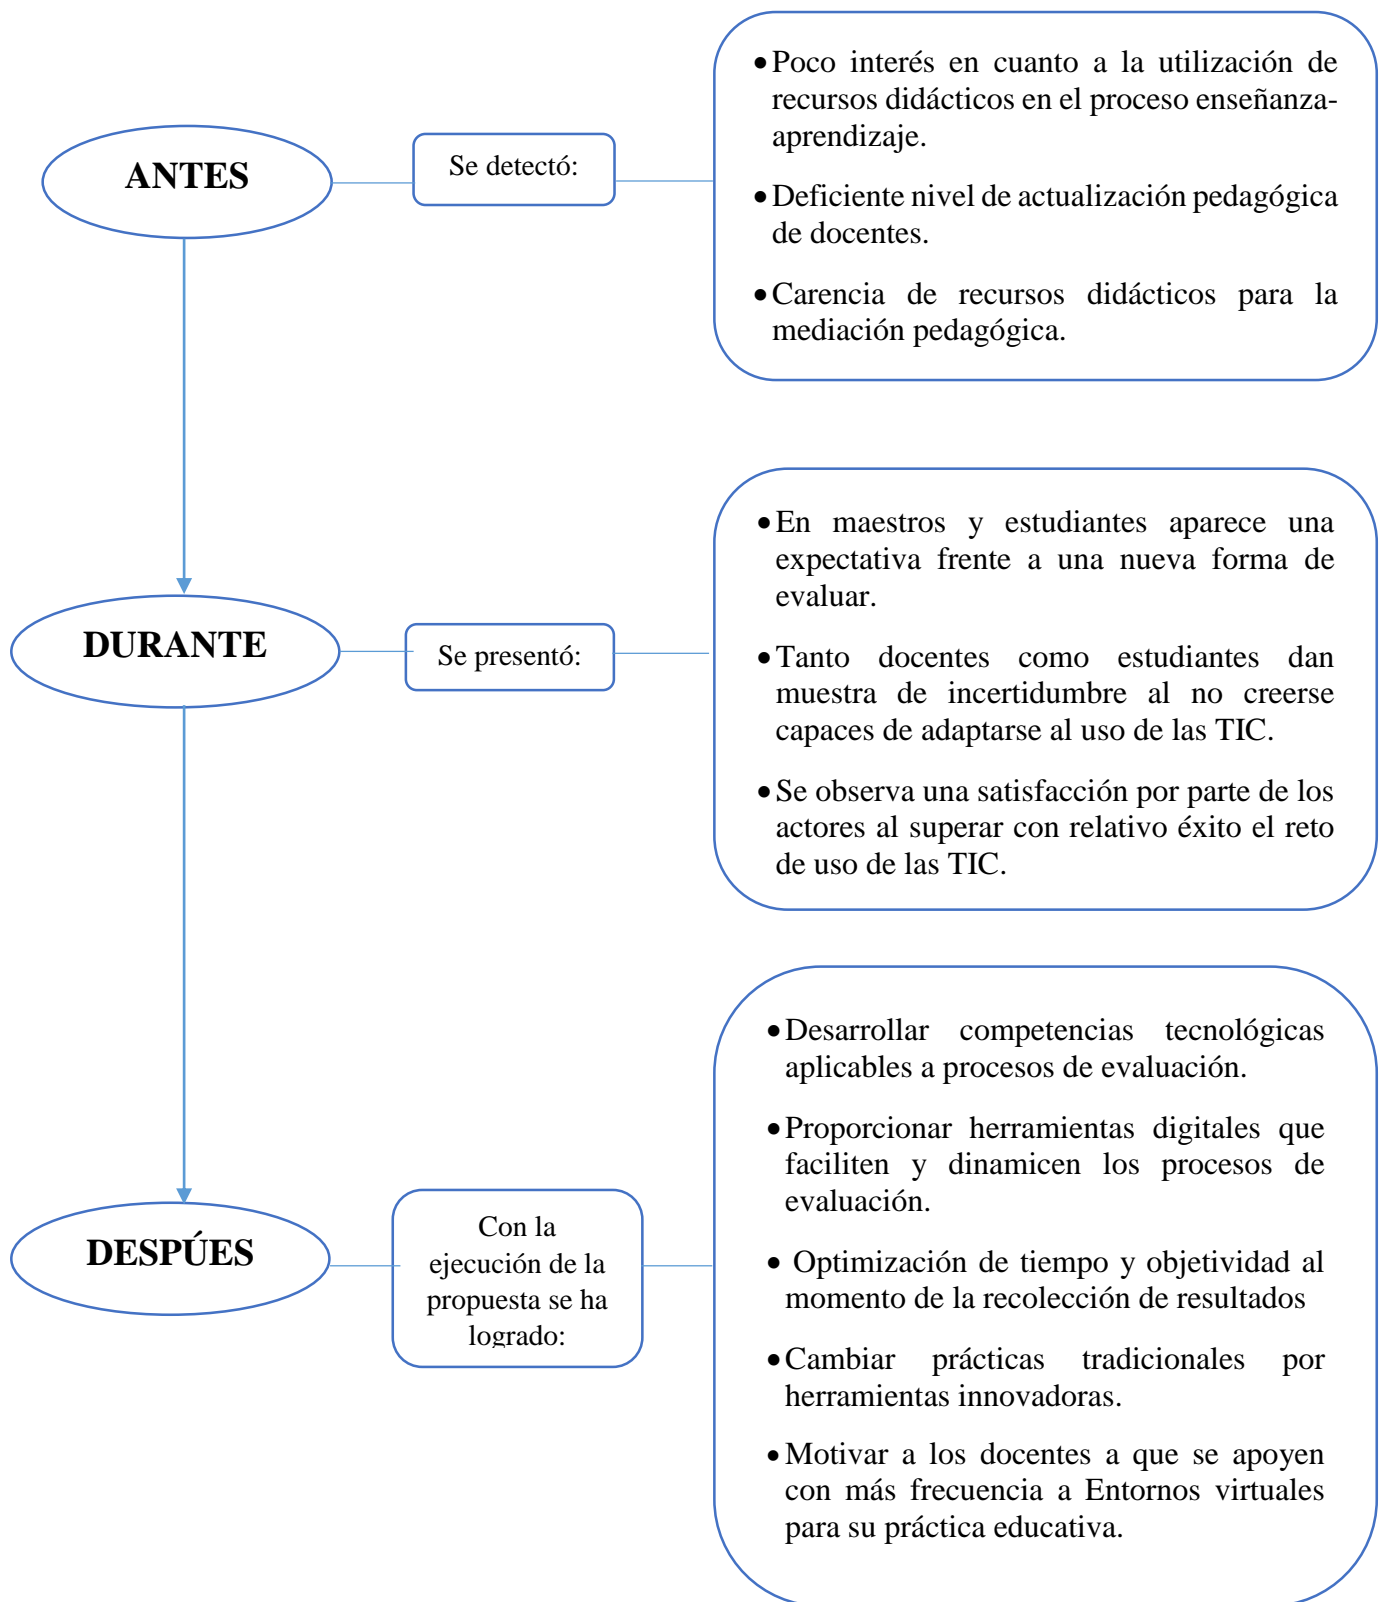 ANTES
Se detectó:
•Poco interés en cuanto a la utilización de
recursos didácticos en el proceso enseñanza-
aprendizaje.
•Deficiente nivel de actualización pedagógica
de docentes.
•Carencia de recursos didácticos para la
mediación pedagógica.
DURANTE
Se presentó:
•En maestros y estudiantes aparece una
expectativa frente a una nueva forma de
evaluar.
•Tanto docentes como estudiantes dan
muestra de incertidumbre al no creerse
capaces de adaptarse al uso de las TIC.
•Se observa una satisfacción por parte de los
actores al superar con relativo éxito el reto
de uso de las TIC.
DESPÚES
Con la
ejecución de la
propuesta se ha
logrado:
•Desarrollar competencias tecnológicas
aplicables a procesos de evaluación.
•Proporcionar herramientas digitales que
faciliten y dinamicen los procesos de
evaluación.
• Optimización de tiempo y objetividad al
momento de la recolección de resultados
•Cambiar prácticas tradicionales por
herramientas innovadoras.
•Motivar a los docentes a que se apoyen
con más frecuencia a Entornos virtuales
para su práctica educativa.